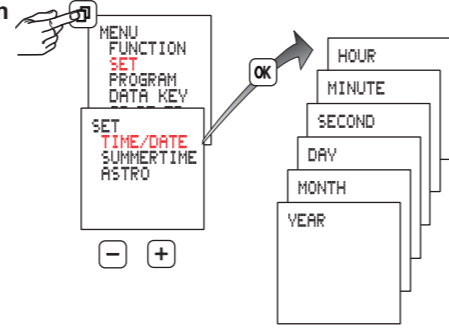 n
MENU
FUNCTION
SET
PROGRAM
DATA KEY
SET
TIME/DATE
SUMMERTIME
ASTRO
− +
OK
HOUR
MINUTE
SECOND
DAY
MONTH
YEAR